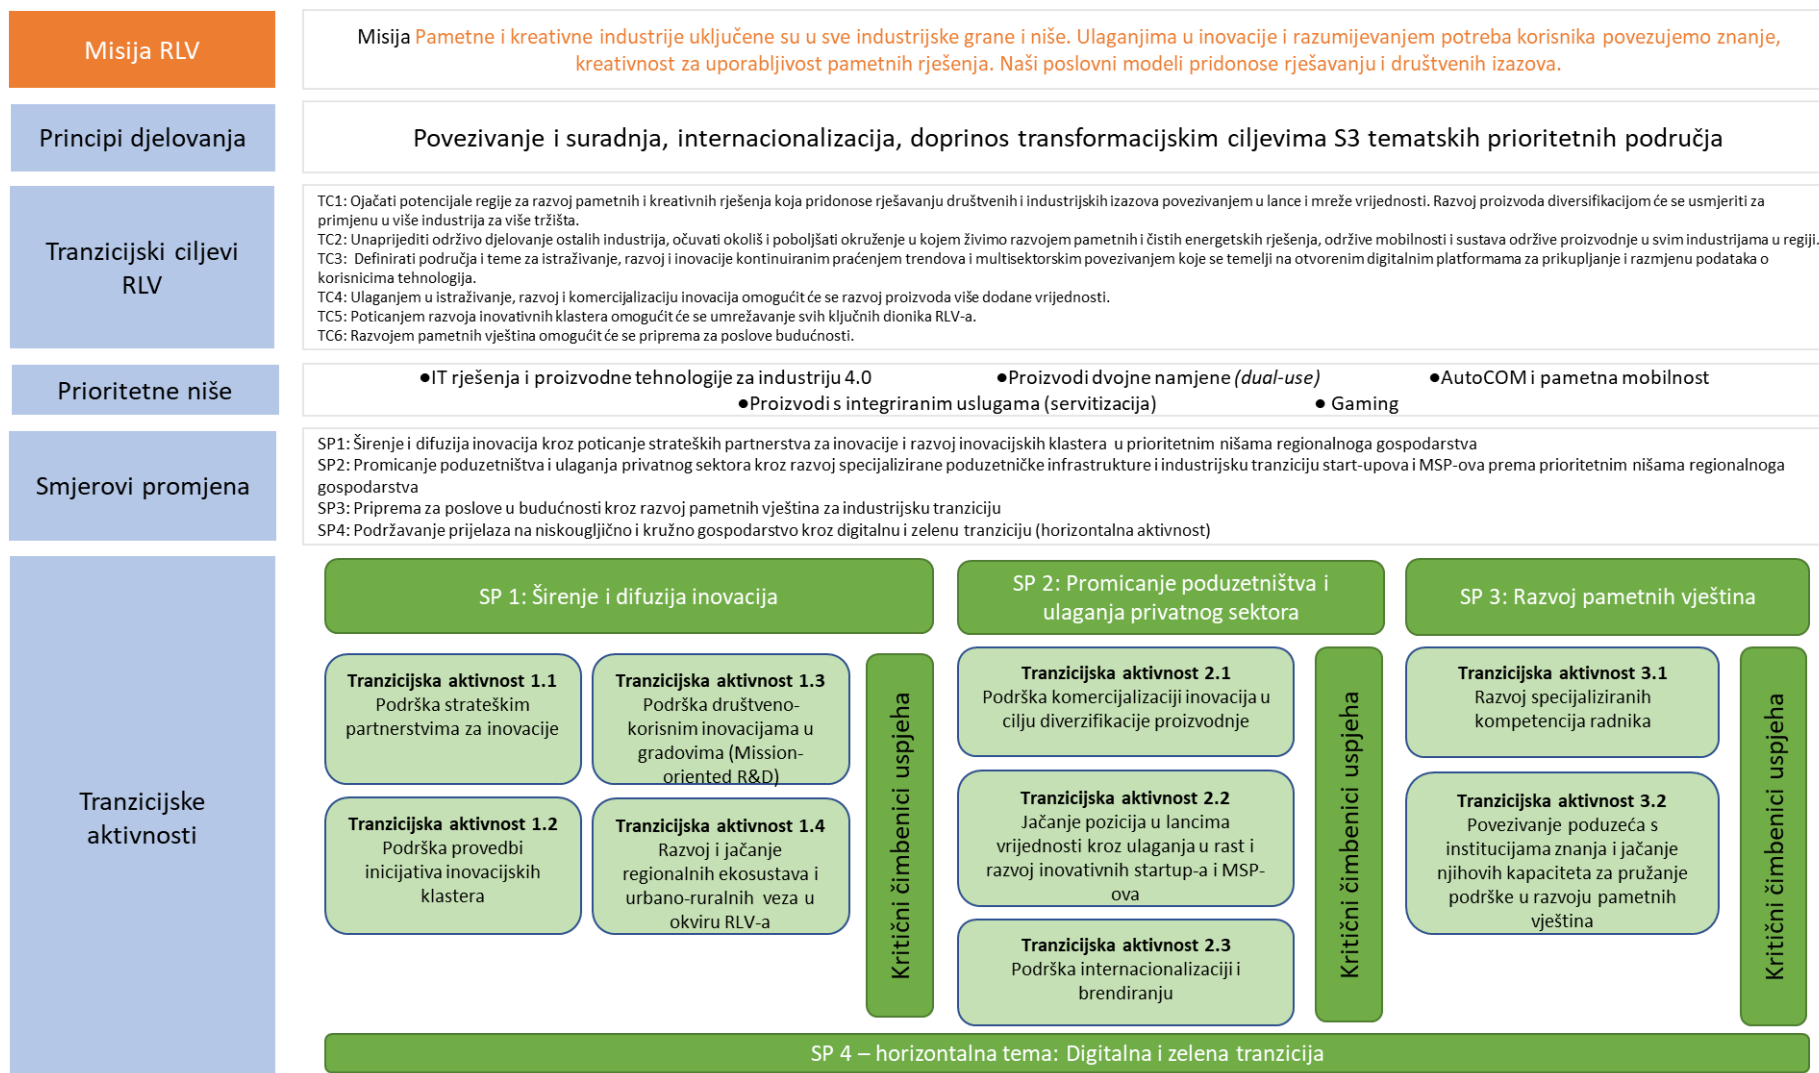 Misija RLV
Misija Pametne i kreativne industrije uključene su u sve industrijske grane i niše. Ulaganjima u inovacije i razumijevanjem potreba korisnika povezujemo znanje,
kreativnost za uporabljivost pametnih rješenja. Naši poslovni modeli pridonose rješavanju i društvenih izazova.
Principi djelovanja
Povezivanje i suradnja, internacionalizacija, doprinos transformacijskim ciljevima S3 tematskih prioritetnih područja
Tranzicijski ciljevi
RLV
TC1: Ojačati potencijale regije za razvoj pametnih i kreativnih rješenja koja pridonose rješavanju društvenih i industrijskih izazova povezivanjem u lance i mreže vrijednosti. Razvoj proizvoda diversifikacijom će se usmjeriti za
primjenu u više industrija za više tržišta.
TC2: Unaprijediti održivo djelovanje ostalih industrija, očuvati okoliš i poboljšati okruženje u kojem živimo razvojem pametnih i čistih energetskih rješenja, održive mobilnosti i sustava održive proizvodnje u svim industrijama u regiji.
TC3: Definirati područja i teme za istraživanje, razvoj i inovacije kontinuiranim praćenjem trendova i multisektorskim povezivanjem koje se temelji na otvorenim digitalnim platformama za prikupljanje i razmjenu podataka o
korisnicima tehnologija.
TC4: Ulaganjem u istraživanje, razvoj i komercijalizaciju inovacija omogućit će se razvoj proizvoda više dodane vrijednosti.
TC5: Poticanjem razvoja inovativnih klastera omogućit će se umrežavanje svih ključnih dionika RLV-a.
TC6: Razvojem pametnih vještina omogućit će se priprema za poslove budućnosti.
Prioritetne niše
●IT rješenja i proizvodne tehnologije za industriju 4.0 ●Proizvodi dvojne namjene (dual-use) ●AutoCOM i pametna mobilnost
●Proizvodi s integriranim uslugama (servitizacija) ● Gaming
Smjerovi promjena
SP1: Širenje i difuzija inovacija kroz poticanje strateških partnerstva za inovacije i razvoj inovacijskih klastera u prioritetnim nišama regionalnoga gospodarstva
SP2: Promicanje poduzetništva i ulaganja privatnog sektora kroz razvoj specijalizirane poduzetničke infrastrukture i industrijsku tranziciju start-upova i MSP-ova prema prioritetnim nišama regionalnoga
gospodarstva
SP3: Priprema za poslove u budućnosti kroz razvoj pametnih vještina za industrijsku tranziciju
SP4: Podržavanje prijelaza na niskougljično i kružno gospodarstvo kroz digitalnu i zelenu tranziciju (horizontalna aktivnost)
Tranzicijske
aktivnosti
SP 1: Širenje i difuzija inovacija
Tranzicijska aktivnost 1.1
Podrška strateškim
partnerstvima za inovacije
Tranzicijska aktivnost 1.2
Podrška provedbi
inicijativa inovacijskih
klastera
Tranzicijska aktivnost 1.3
Podrška društveno-
korisnim inovacijama u
gradovima (Mission-
oriented R&D)
Tranzicijska aktivnost 1.4
Razvoj i jačanje
regionalnih ekosustava i
urbano-ruralnih veza u
okviru RLV-a
Kritični čimbenici uspjeha
SP 2: Promicanje poduzetništva i
ulaganja privatnog sektora
Tranzicijska aktivnost 2.1
Podrška komercijalizaciji inovacija u
cilju diverzifikacije proizvodnje
Tranzicijska aktivnost 2.2
Jačanje pozicija u lancima
vrijednosti kroz ulaganja u rast i
razvoj inovativnih startup-a i MSP-
ova
Tranzicijska aktivnost 2.3
Podrška internacionalizaciji i
brendiranju
Kritični čimbenici uspjeha
SP 3: Razvoj pametnih vještina
Tranzicijska aktivnost 3.1
Razvoj specijaliziranih
kompetencija radnika
Tranzicijska aktivnost 3.2
Povezivanje poduzeća s
institucijama znanja i jačanje
njihovih kapaciteta za pružanje
podrške u razvoju pametnih
vještina
Kritični čimbenici uspjeha
SP 4 – horizontalna tema: Digitalna i zelena tranzicija